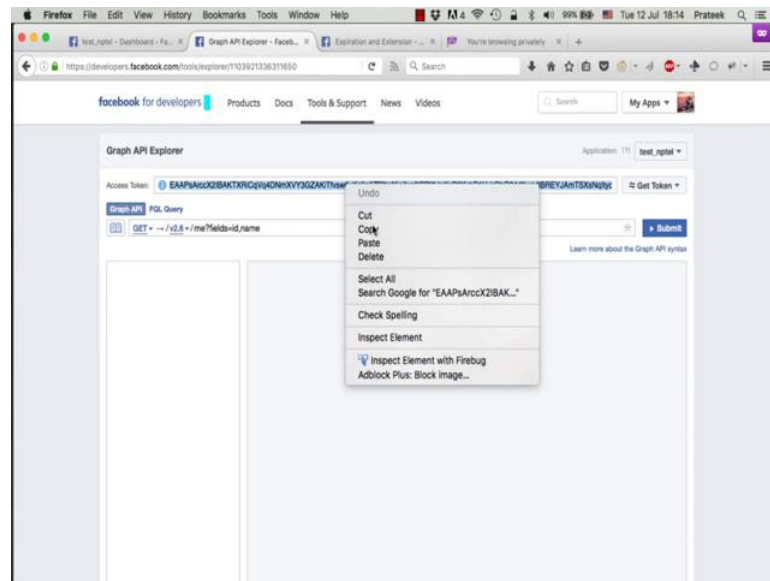 Firefox File Edit View History Bookmarks Tools Window Help 4 99% Tue 12 Jul 18:14 Prateek
test_nptel - Dashboard - Fa... Graph API Explorer - Faceb... Expiration and Extension - ... You're browsing privately
https://developers.facebook.com/tools/explorer/1103921336311650 Search
facebook for developers Products Docs Tools & Support News Videos Search My Apps
Graph API Explorer Application: [?] test_nptel
Access Token: Get Token
Graph API FQL Query
GET → /v2.6 /me?fields=id,name Submit
Learn more about the Graph API syntax
Undo
Cut
Copy
Paste
Delete
Select All
Search Google for "EAAPsArccX2IBAK..."
Check Spelling
Inspect Element
Inspect Element with Firebug
Adblock Plus: Block image...